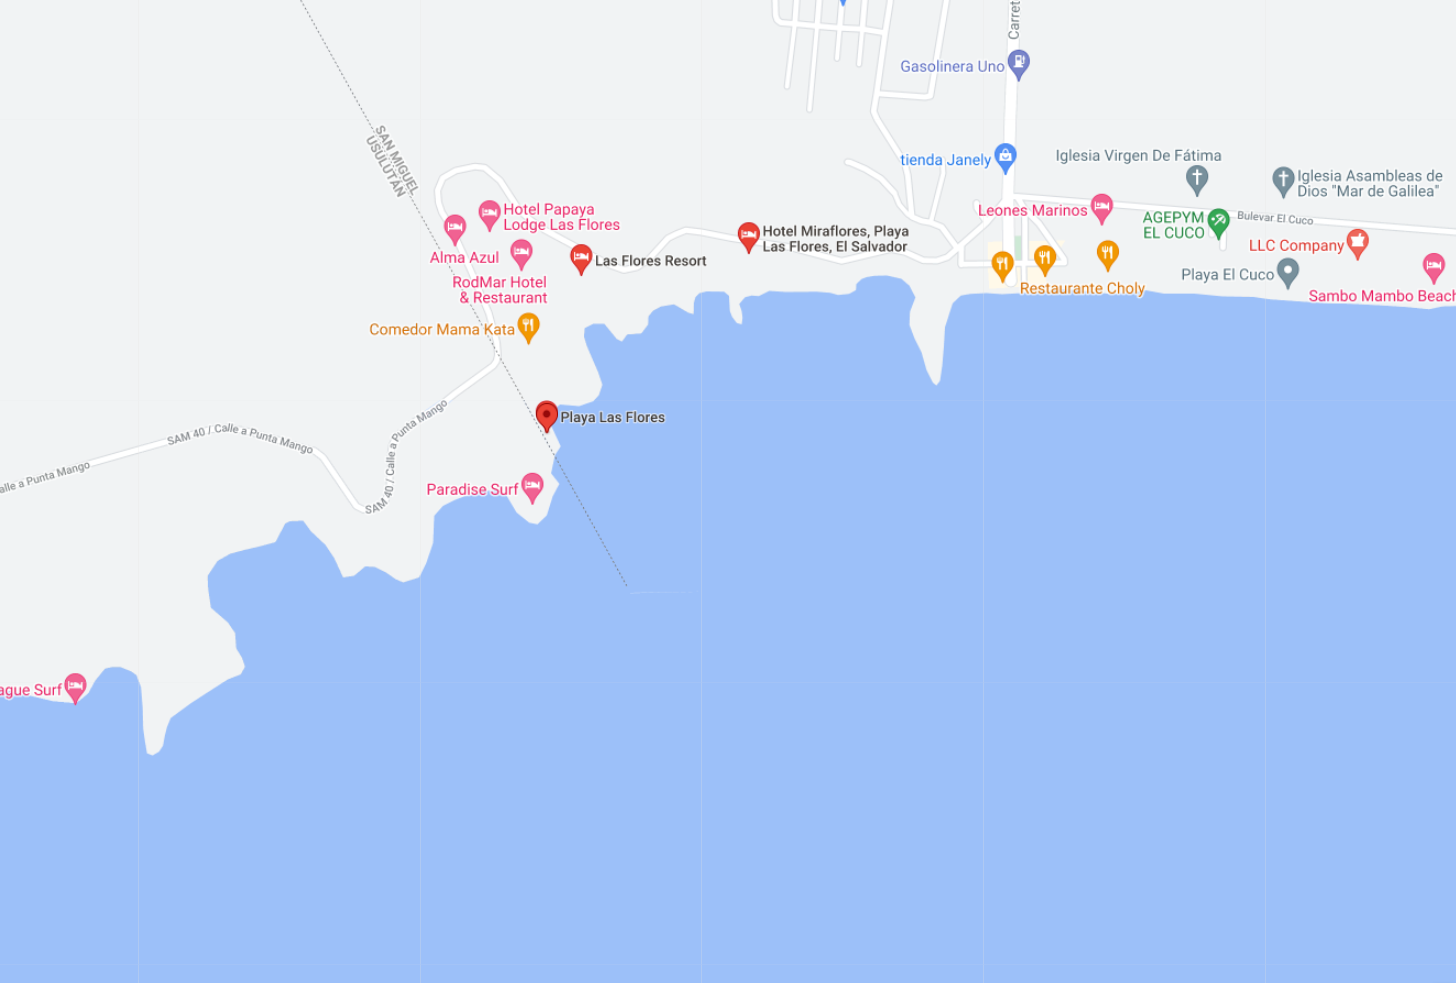 Carret
Gasolinera Uno
SAN MIGUEL
USULUTÁN
tienda Janely
Iglesia Virgen De Fátima
Iglesia Asambleas de
Dios "Mar de Galilea"
Hotel Papaya
Lodge Las Flores
Leones Marinos
AGEPYM
EL CUCO
Bulevar El Cuco
Hotel Miraflores, Playa
Las Flores, El Salvador
LLC Company
Alma Azul
Las Flores Resort
Playa El Cuco
RodMar Hotel
& Restaurant
Restaurante Choly
Sambo Mambo Beach
Comedor Mama Kata
Playa Las Flores
SAM 40 / Calle a Punta Mango
SAM 40 / Calle a Punta Mango
alle a Punta Mango
Paradise Surf
ague Surf